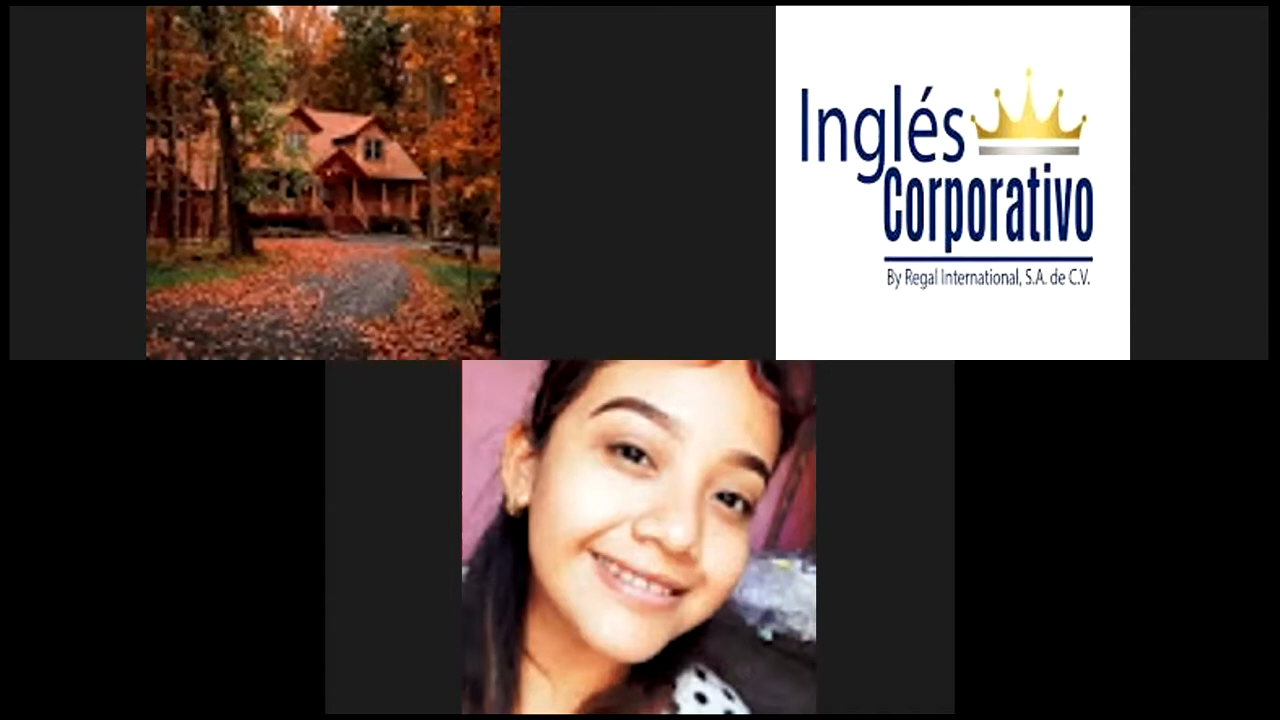 Inglés
Corporativo
By Regal International, S.A. de C.V.